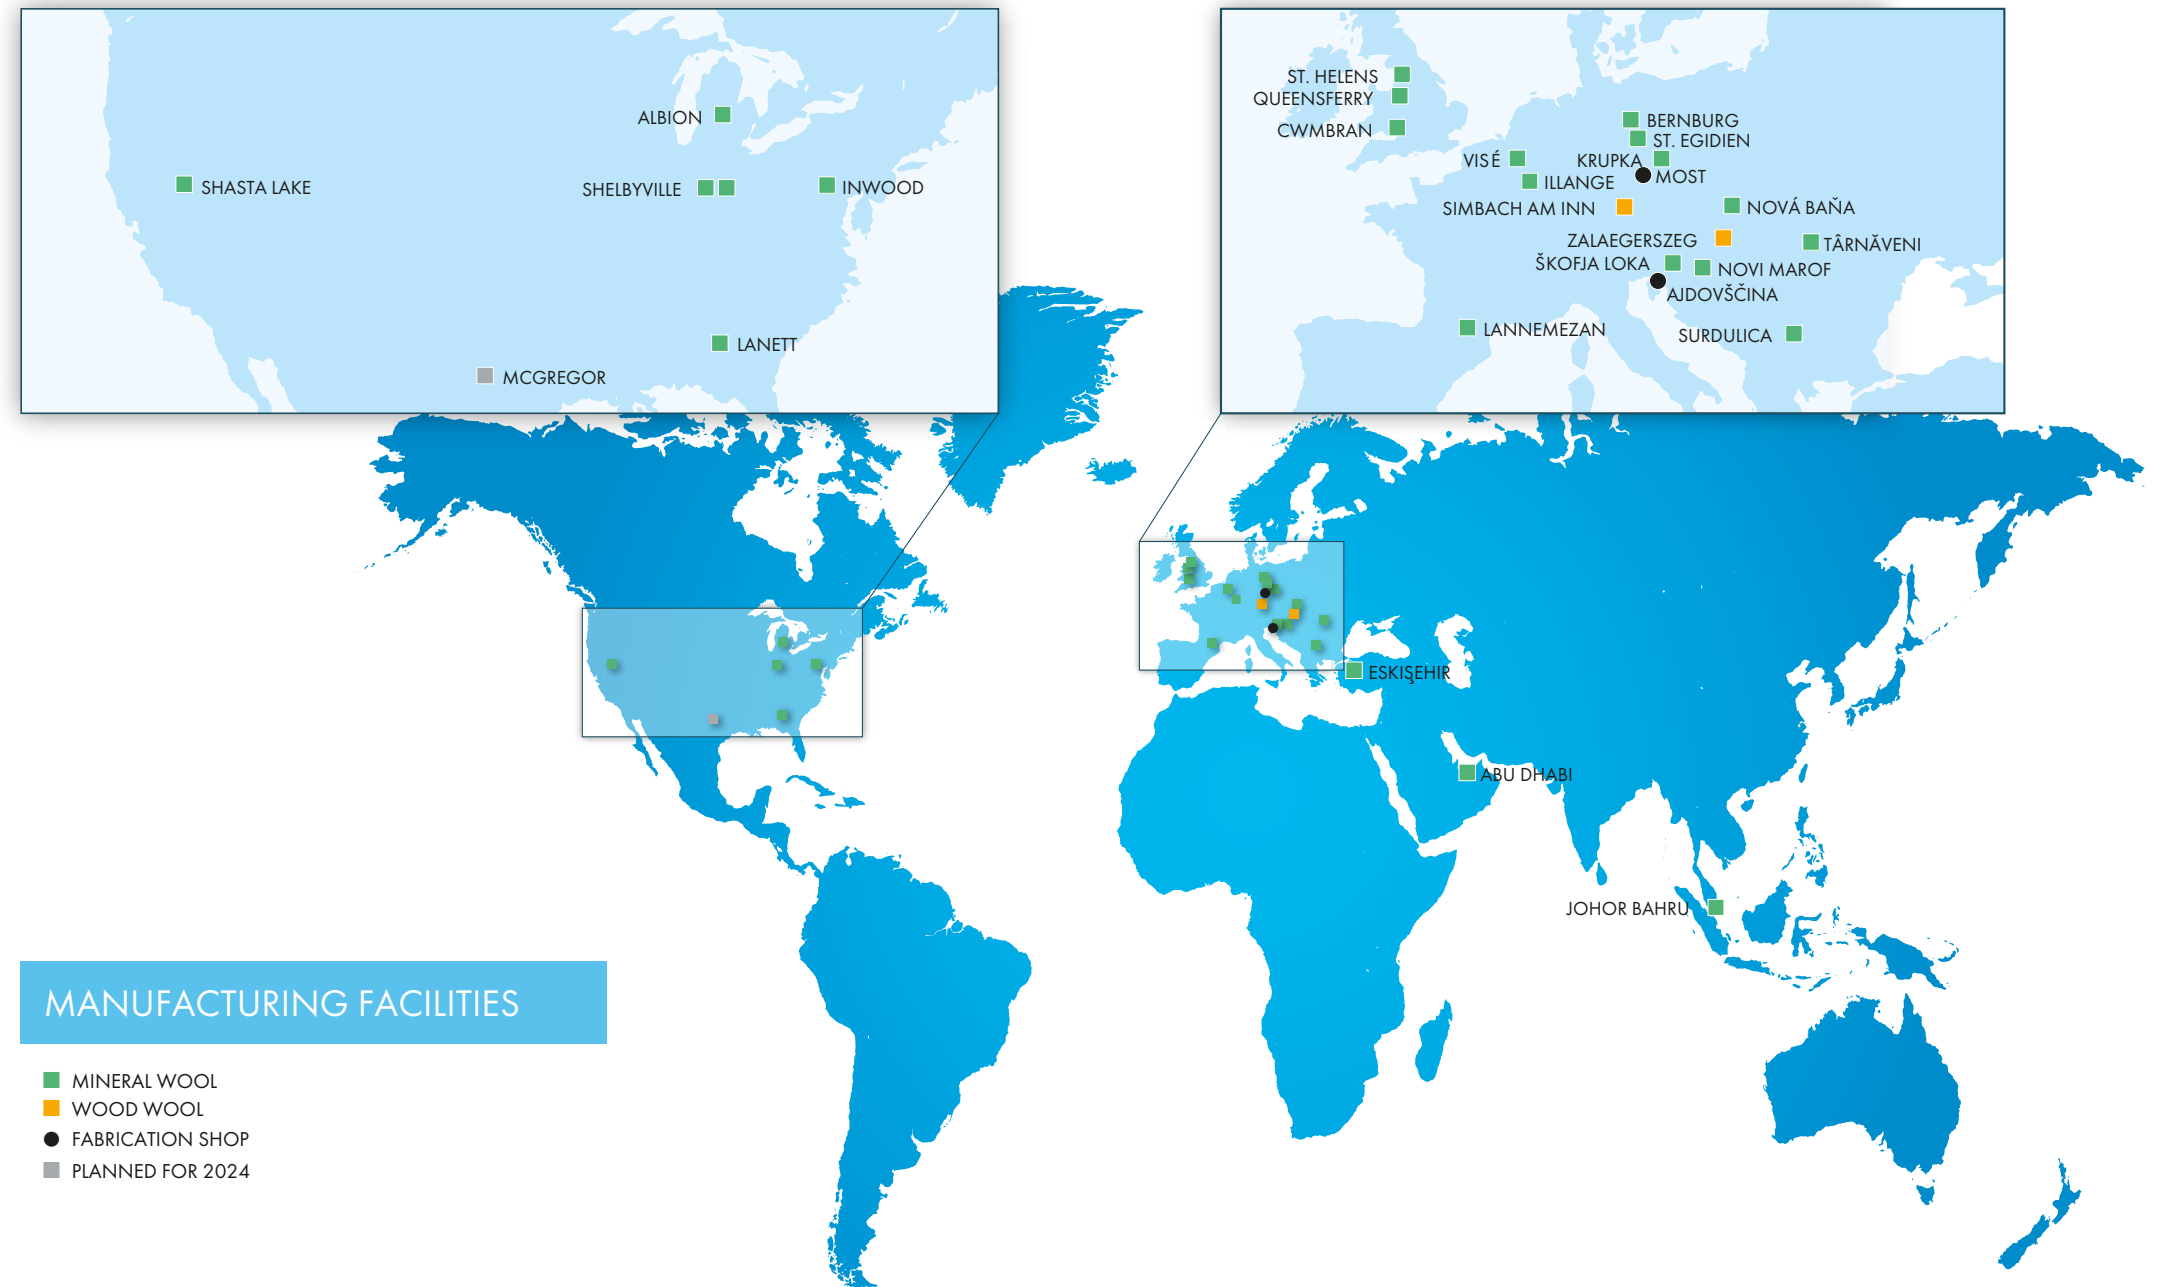 ALBION
SHASTA LAKE
SHELBYVILLE
INWOOD
LANETT
MCGREGOR
ST. HELENS
QUEENSFERRY
CWMBRAN
BERNBURG
ST. EGIDIEN
VISÉ
KRUPKA
MOST
ILLANGE
SIMBACH AM INN
NOVÁ BAŇA
ZALAEGERSZEG
TÂRNĂVENI
ŠKOFJA LOKA
NOVI MAROF
AJDOVŠČINA
LANNEMEZAN
SURDULICA
ESKIŞEHIR
ABU DHABI
JOHOR BAHRU
MANUFACTURING FACILITIES
MINERAL WOOL
WOOD WOOL
FABRICATION SHOP
PLANNED FOR 2024